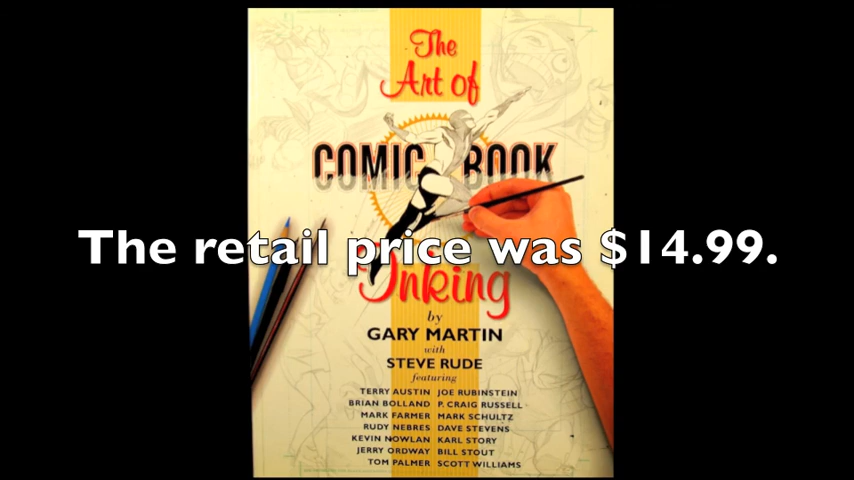 The
Art of
COMIC BOOK
The retail price was $14.99.
Inking
by
GARY MARTIN
with
STEVE RUDE
featuring
TERRY AUSTIN JOE RUBINSTEIN
BRIAN BOLLAND P. CRAIG RUSSELL
MARK FARMER MARK SCHULTZ
RUDY NEBRES DAVE STEVENS
KEVIN NOWLAN KARL STORY
JERRY ORDWAY BILL STOUT
TOM PALMER SCOTT WILLIAMS